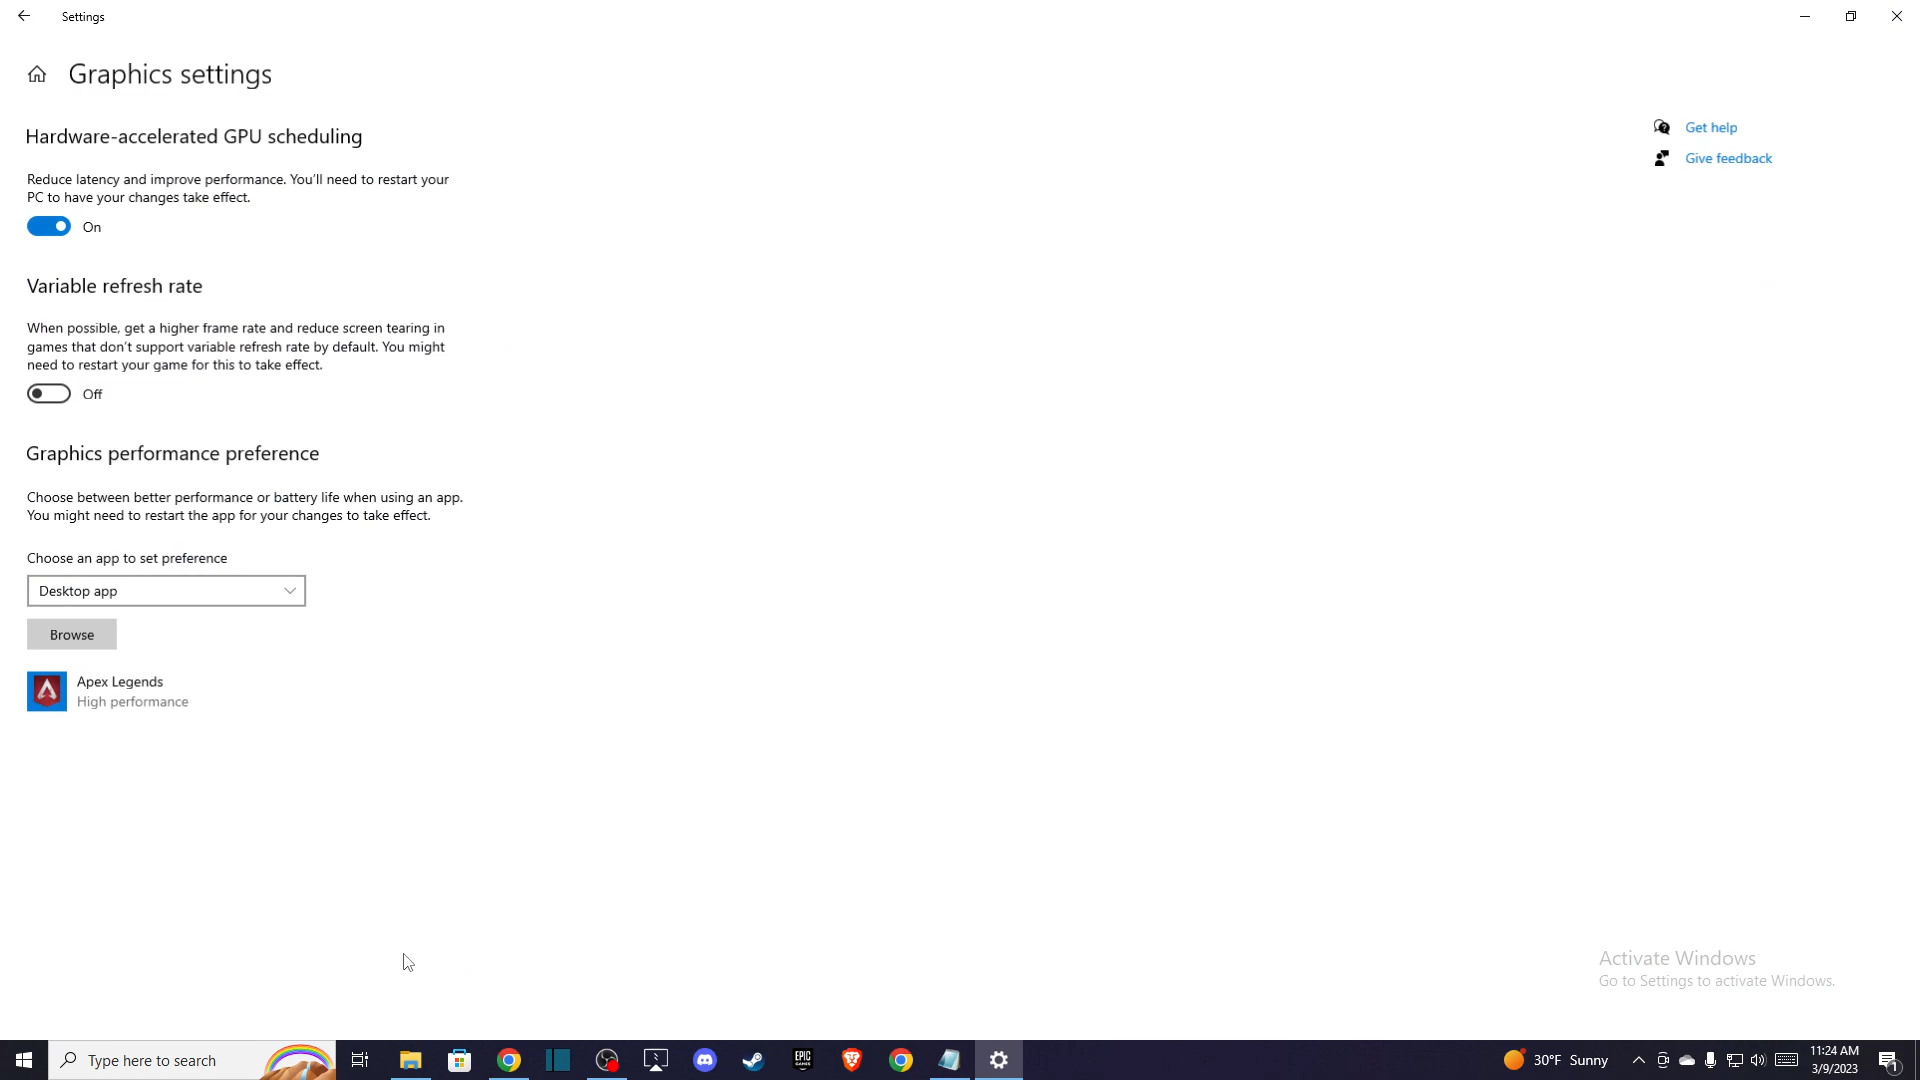 Settings
Graphics settings
Hardware-accelerated GPU scheduling
Reduce latency and improve performance. You'll need to restart your
PC to have your changes take effect.
On
Variable refresh rate
When possible, get a higher frame rate and reduce screen tearing in
games that don't support variable refresh rate by default. You might
need to restart your game for this to take effect.
Off
Graphics performance preference
Choose between better performance or battery life when using an app.
You might need to restart the app for your changes to take effect.
Choose an app to set preference
Desktop app
Browse
Apex Legends
High performance
Get help
Give feedback
Activate Windows
Go to Settings to activate Windows.
Type here to search
EPIC
GAMES
30°F Sunny
11:24 AM
3/9/2023
1